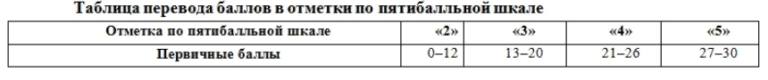 Таблица перевода баллов в отметки по пятибалльной шкале
Отметка по пятибалльной шкале «2» «3» «4» «5»
Первичные баллы 0–12 13–20 21–26 27–30